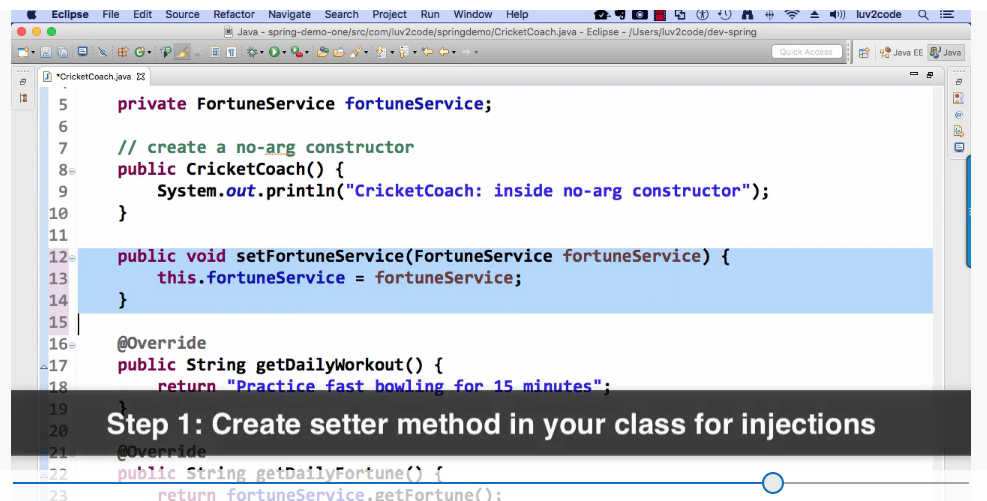 Eclipse File Edit Source Refactor Navigate Search Project Run Window Help luv2code
Java - spring-demo-one/src/com/luv2code/springdemo/CricketCoach.java - Eclipse - /Users/luv2code/dev-spring
Quick Access Java EE Java
*CricketCoach.java
5 private FortuneService fortuneService;
6
7 // create a no-arg constructor
8 public CricketCoach() {
9 System.out.println("CricketCoach: inside no-arg constructor");
10 }
11
12 public void setFortuneService(FortuneService fortuneService) {
13 this.fortuneService = fortuneService;
14 }
15
16 @Override
17 public String getDailyWorkout() {
18 return "Practice fast bowling for 15 minutes";
19 }
Step 1: Create setter method in your class for injections
20
21 @Override
22 public String getDailyFortune() {
23 return fortuneService.getFortune();